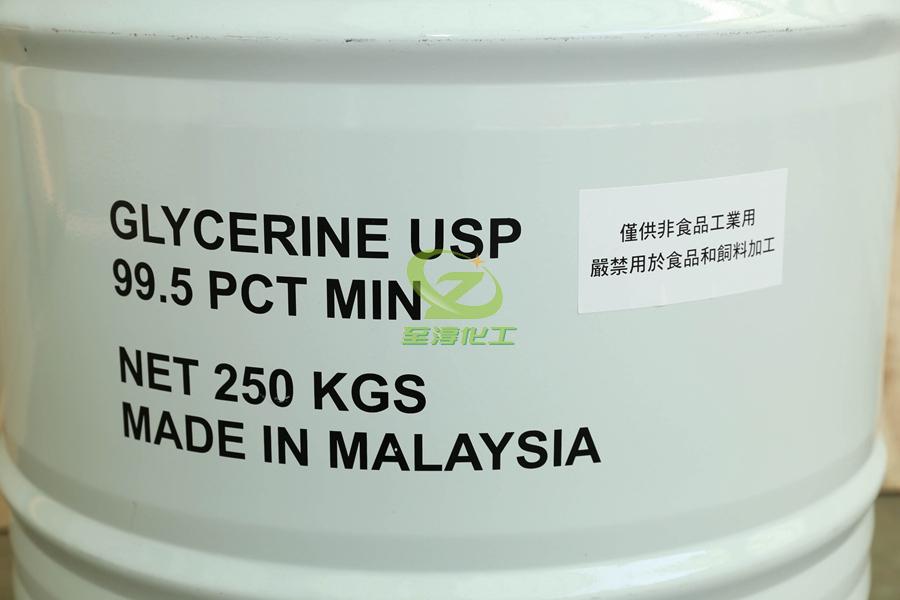 GLYCERINE USP
99.5 PCT MIN
NET 250 KGS
MADE IN MALAYSIA
僅供非食品工業用
嚴禁用於食品和飼料加工
至淳化工